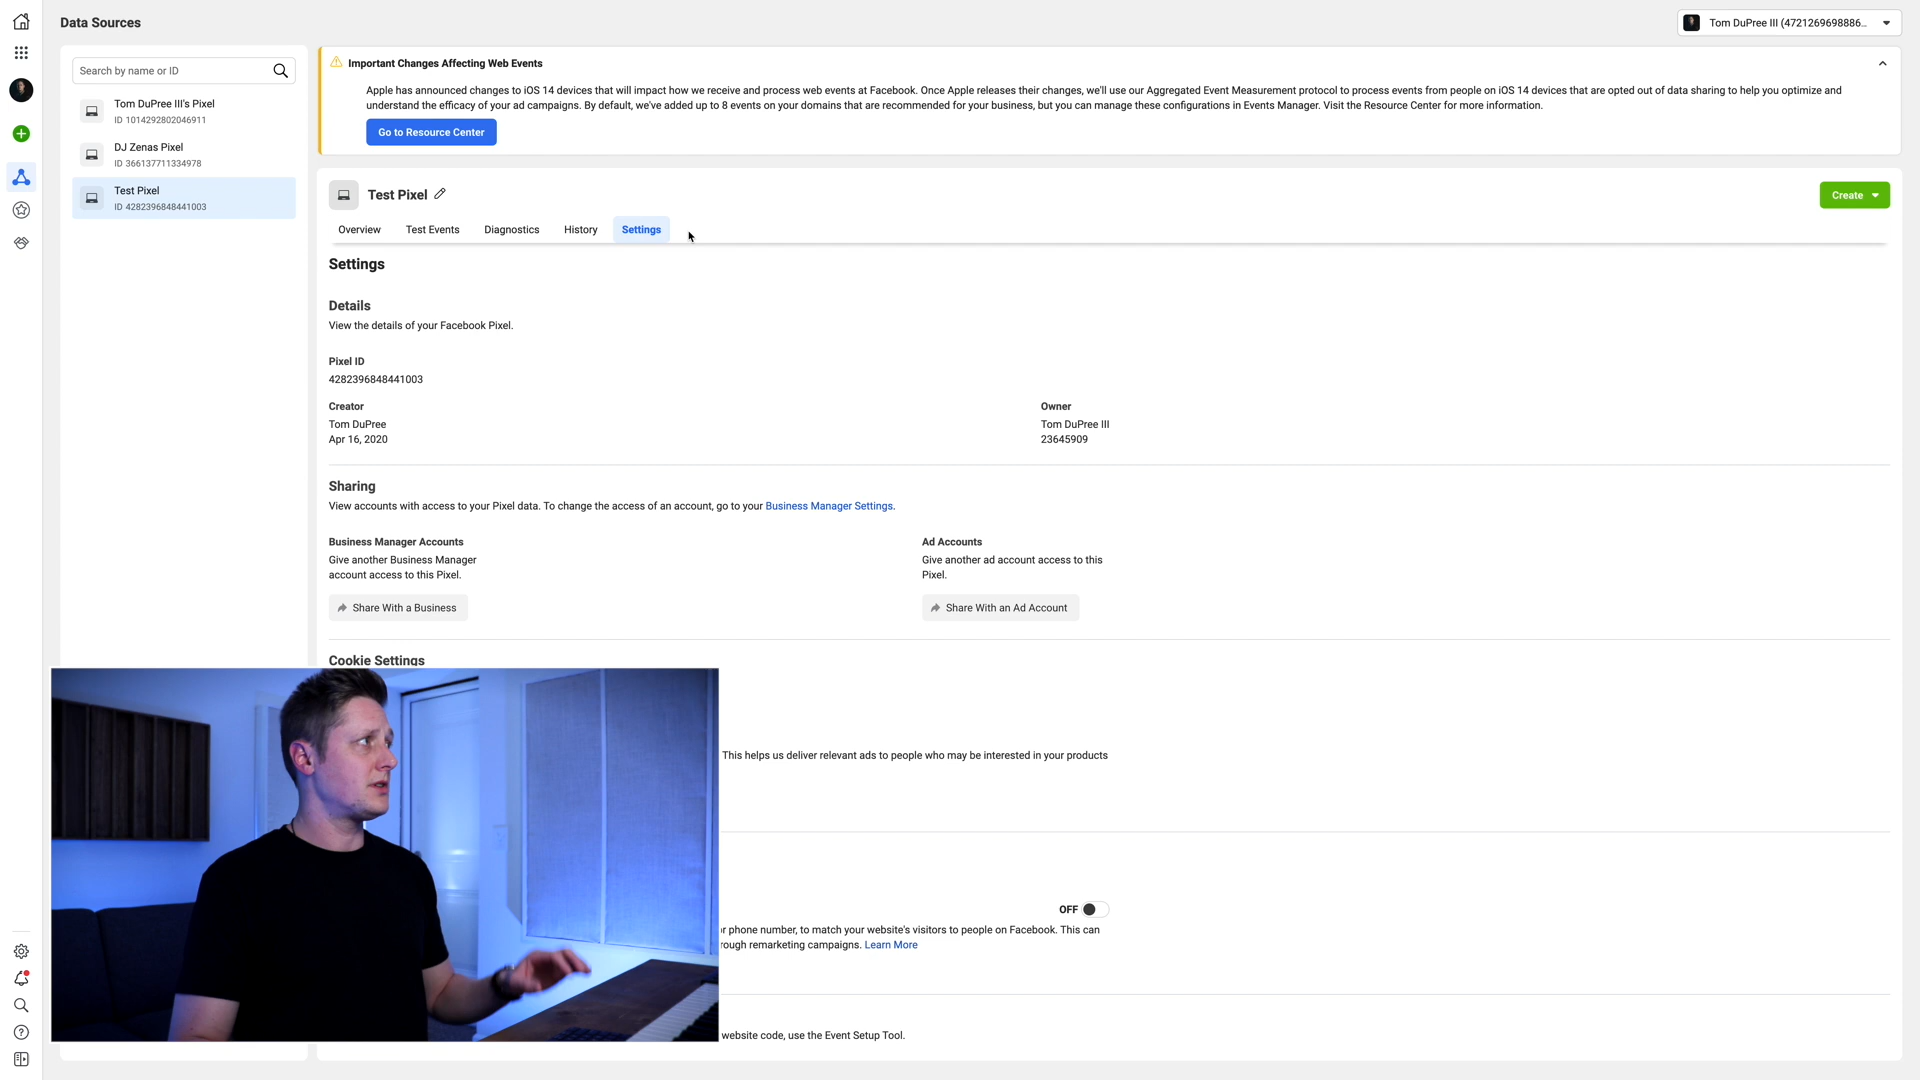 Data Sources
Tom DuPree III (4721269698886...
Search by name or ID
Tom DuPree III's Pixel
ID 1014292802046911
DJ Zenas Pixel
ID 366137711334978
Test Pixel
ID 4282396848441003
Important Changes Affecting Web Events
Apple has announced changes to iOS 14 devices that will impact how we receive and process web events at Facebook. Once Apple releases their changes, we'll use our Aggregated Event Measurement protocol to process events from people on iOS 14 devices that are opted out of data sharing to help you optimize and
understand the efficacy of your ad campaigns. By default, we've added up to 8 events on your domains that are recommended for your business, but you can manage these configurations in Events Manager. Visit the Resource Center for more information.
Go to Resource Center
Test Pixel
Create
Overview Test Events Diagnostics History Settings
Settings
Details
View the details of your Facebook Pixel.
Pixel ID
4282396848441003
Creator
Tom DuPree
Apr 16, 2020
Owner
Tom DuPree III
23645909
Sharing
View accounts with access to your Pixel data. To change the access of an account, go to your Business Manager Settings.
Business Manager Accounts
Give another Business Manager
account access to this Pixel.
Share With a Business
Ad Accounts
Give another ad account access to this
Pixel.
Share With an Ad Account
Cookie Settings
This helps us deliver relevant ads to people who may be interested in your products
OFF
r phone number, to match your website's visitors to people on Facebook. This can
rough remarketing campaigns. Learn More
website code, use the Event Setup Tool.